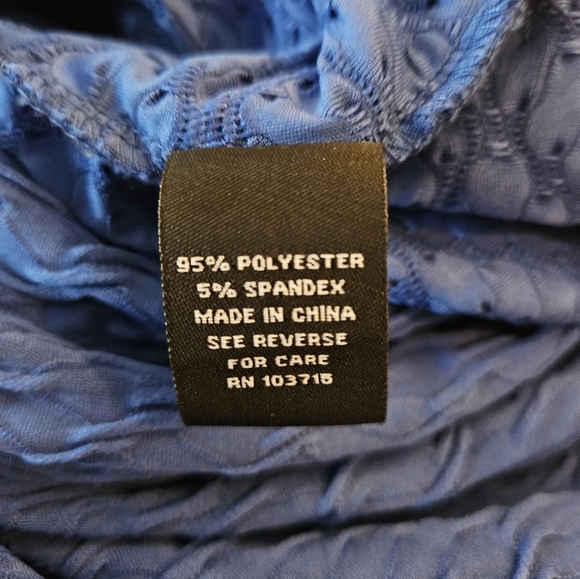 95% POLYESTER
5% SPANDEX
MADE IN CHINA
SEE REVERSE
FOR CARE
RN 103715